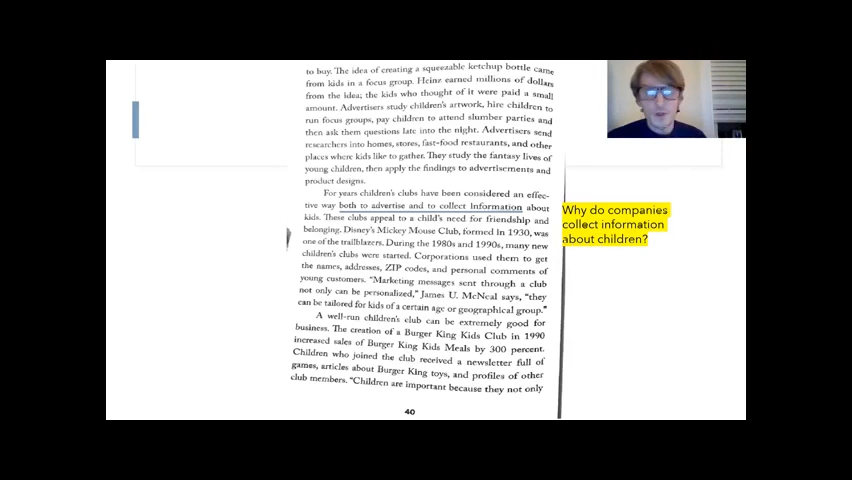 to buy. The idea of creating a squeezable ketchup bottle came
from kids in a focus group. Heinz earned millions of dollars
from the idea; the kids who thought of it were paid a small
amount. Advertisers study children's artwork, hire children to
run focus groups, pay children to attend slumber parties and
then ask them questions late into the night. Advertisers send
researchers into homes, stores, fast-food restaurants, and other
places where kids like to gather. They study the fantasy lives of
young children, then apply the findings to advertisements and
product designs.
For years children's clubs have been considered an effec-
tive way both to advertise and to collect information about
kids. These clubs appeal to a child's need for friendship and
belonging. Disney's Mickey Mouse Club, formed in 1930, was
one of the trailblazers. During the 1980s and 1990s, many new
children's clubs were started. Corporations used them to get
the names, addresses, ZIP codes, and personal comments of
young customers. "Marketing messages sent through a club
not only can be personalized," James U. McNeal says, "they
can be tailored for kids of a certain age or geographical group."
A well-run children's club can be extremely good for
business. The creation of a Burger King Kids Club in 1990
increased sales of Burger King Kids Meals by 300 percent.
Children who joined the club received a newsletter full of
games, articles about Burger King toys, and profiles of other
club members. "Children are important because they not only
40
Why do companies
collect information
about children?